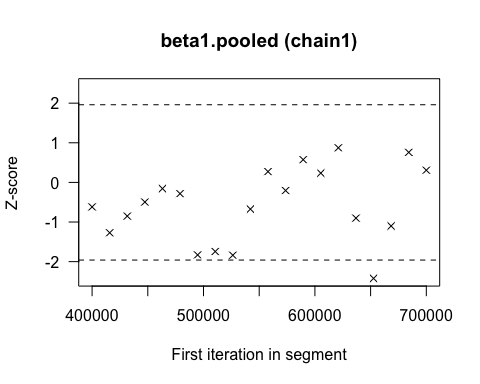 beta1.pooled (chain1)
2
1
0
-1
-2
Z-score
400000 500000 600000 700000
First iteration in segment